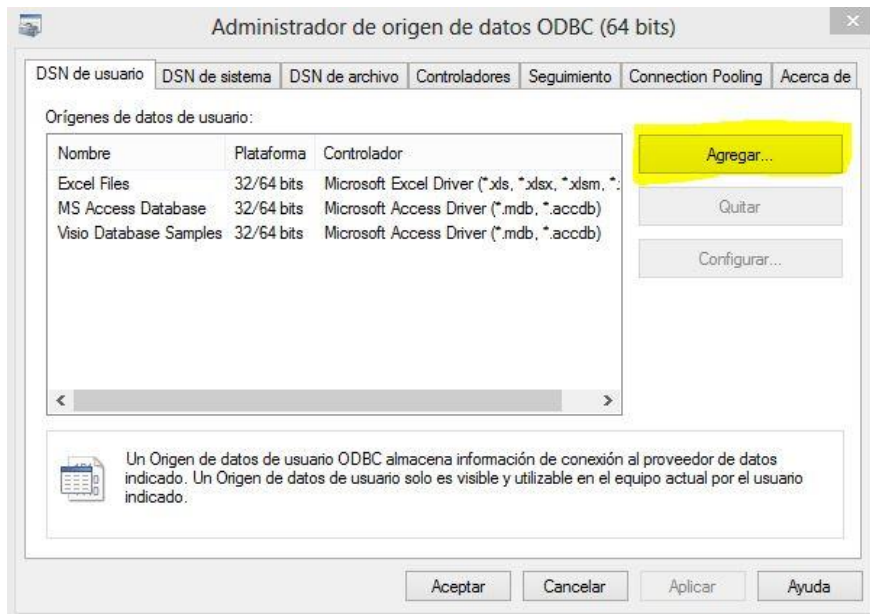 Administrador de origen de datos ODBC (64 bits)
DSN de usuario DSN de sistema DSN de archivo Controladores Seguimiento Connection Pooling Acerca de
Orígenes de datos de usuario:
Nombre Plataforma Controlador
Excel Files 32/64 bits Microsoft Excel Driver (*.xls, *.xlsx, *.xlsm, *.
MS Access Database 32/64 bits Microsoft Access Driver (*.mdb, *.accdb)
Visio Database Samples 32/64 bits Microsoft Access Driver (*.mdb, *.accdb)
Agregar...
Quitar
Configurar...
Un Origen de datos de usuario ODBC almacena información de conexión al proveedor de datos
indicado. Un Origen de datos de usuario solo es visible y utilizable en el equipo actual por el usuario
indicado.
Aceptar Cancelar Aplicar Ayuda